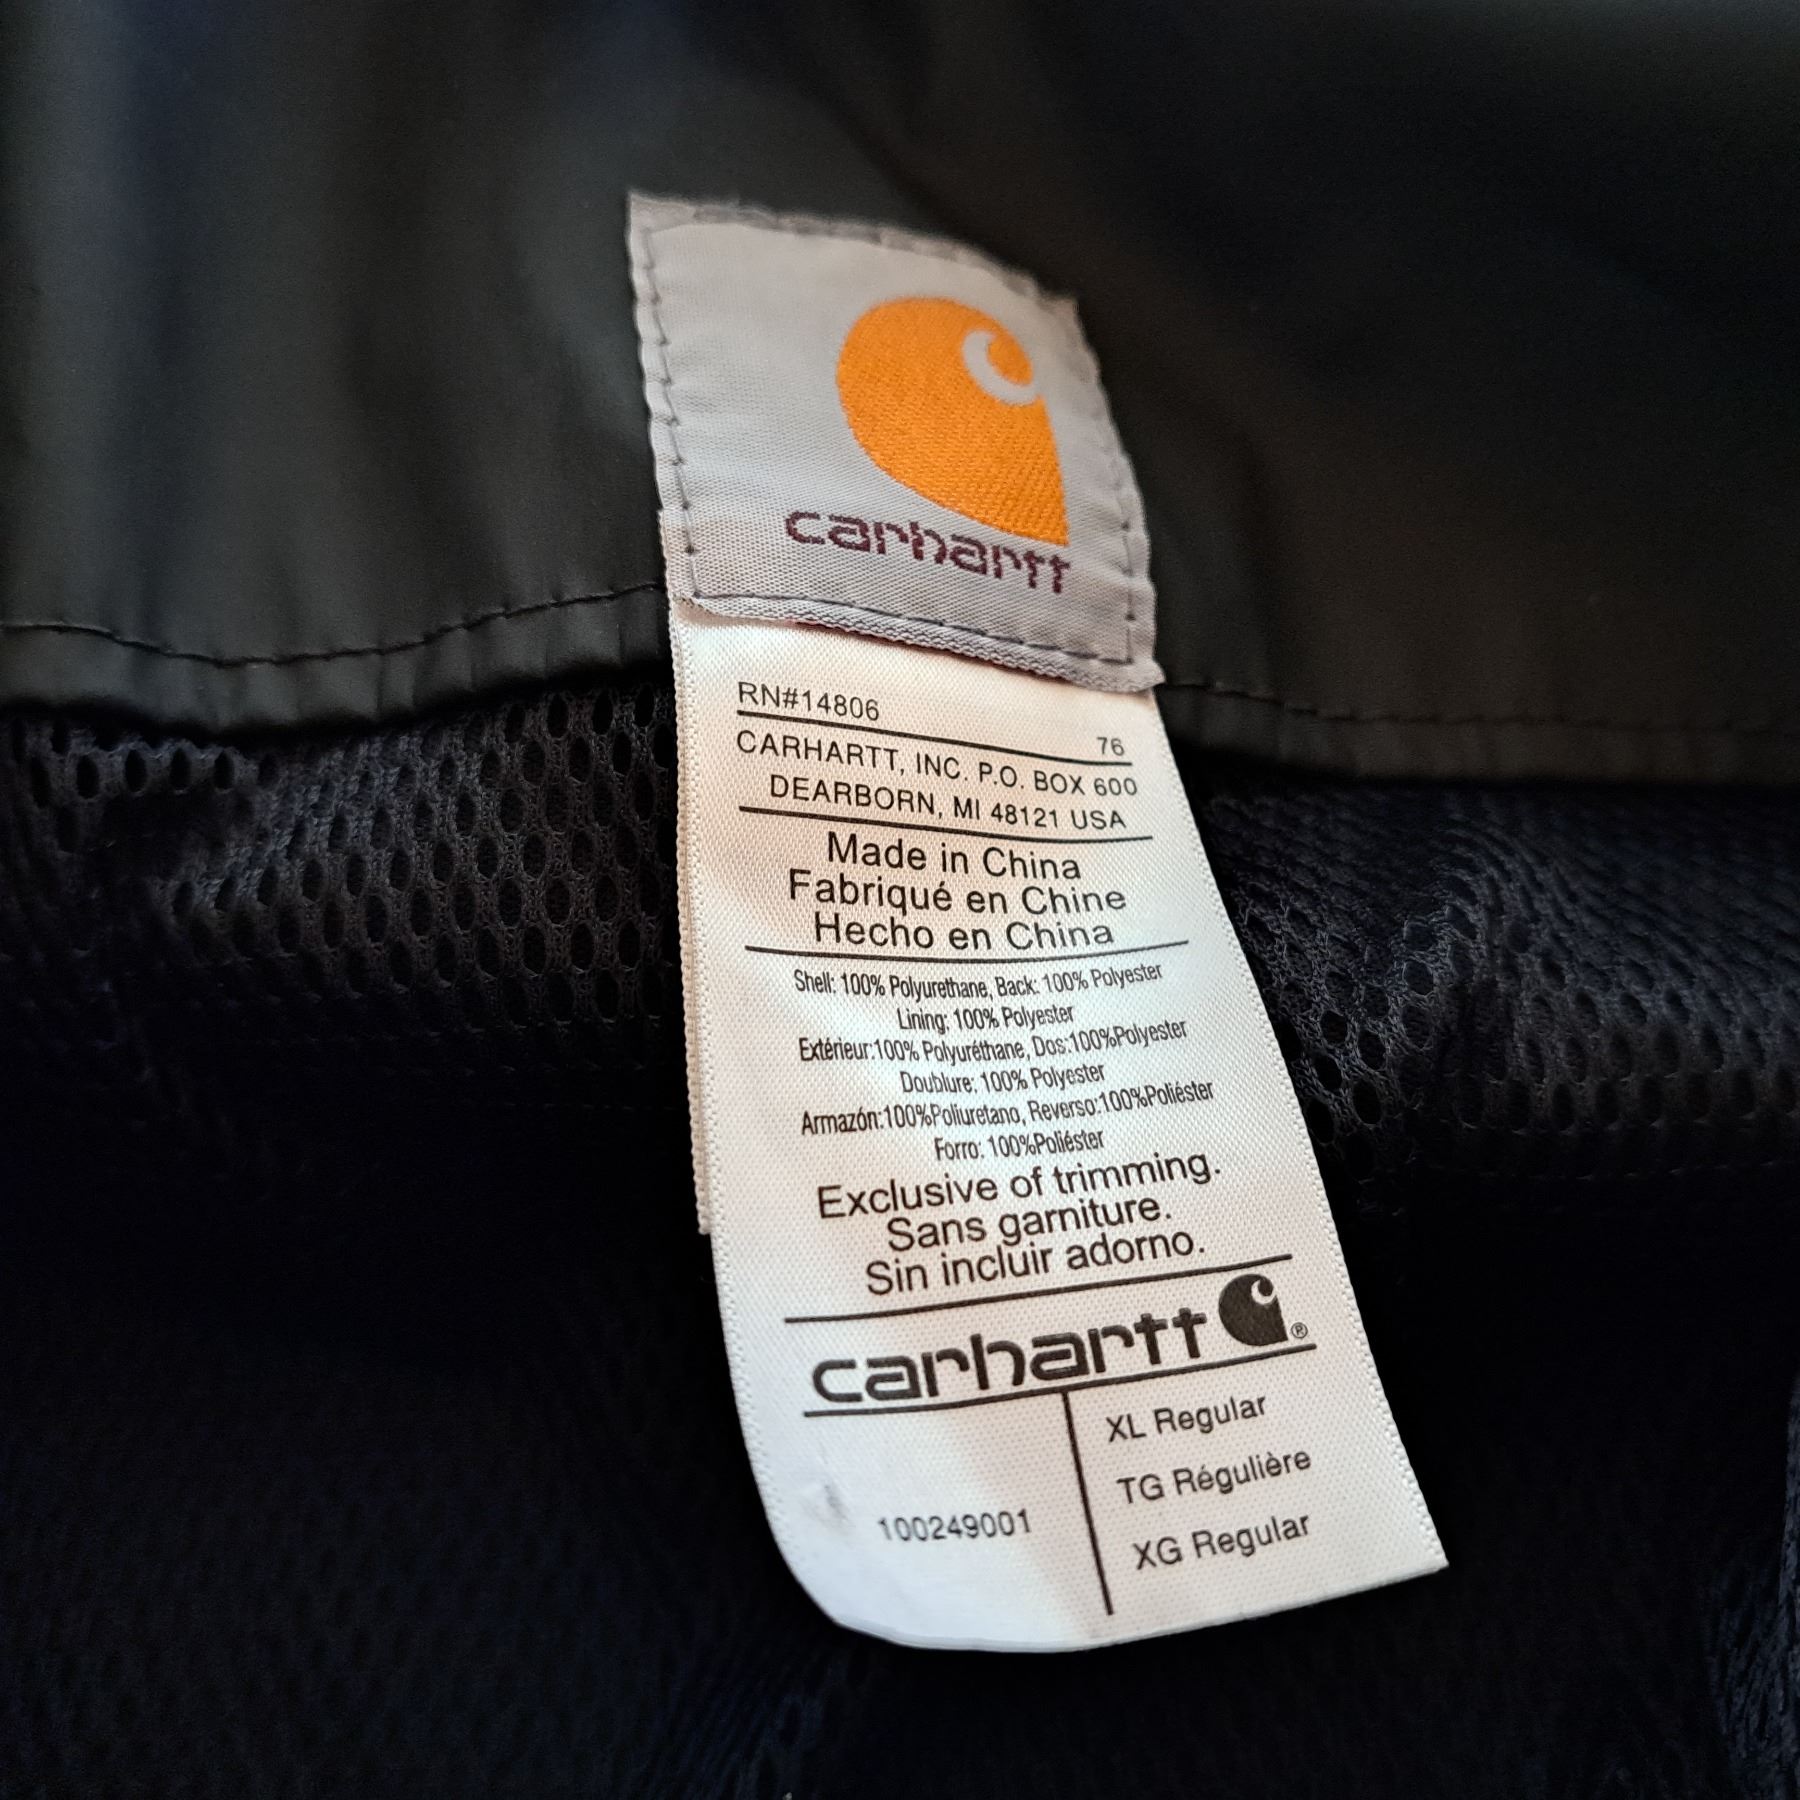 carhartt
RN#14806
76
CARHARTT, INC. P.O. BOX 600
DEARBORN, MI 48121 USA
Made in China
Fabriqué en Chine
Hecho en China
Shell: 100% Polyurethane, Back: 100% Polyester
Lining: 100% Polyester
Extérieur:100% Polyuréthane, Dos:100%Polyester
Doublure: 100% Polyester
Armazón:100%Poliuretano, Reverso:100%Poliéster
Forro: 100%Poliéster
Exclusive of trimming.
Sans garniture.
Sin incluir adorno.
carhartt ®
XL Regular
TG Régulière
100249001
XG Regular